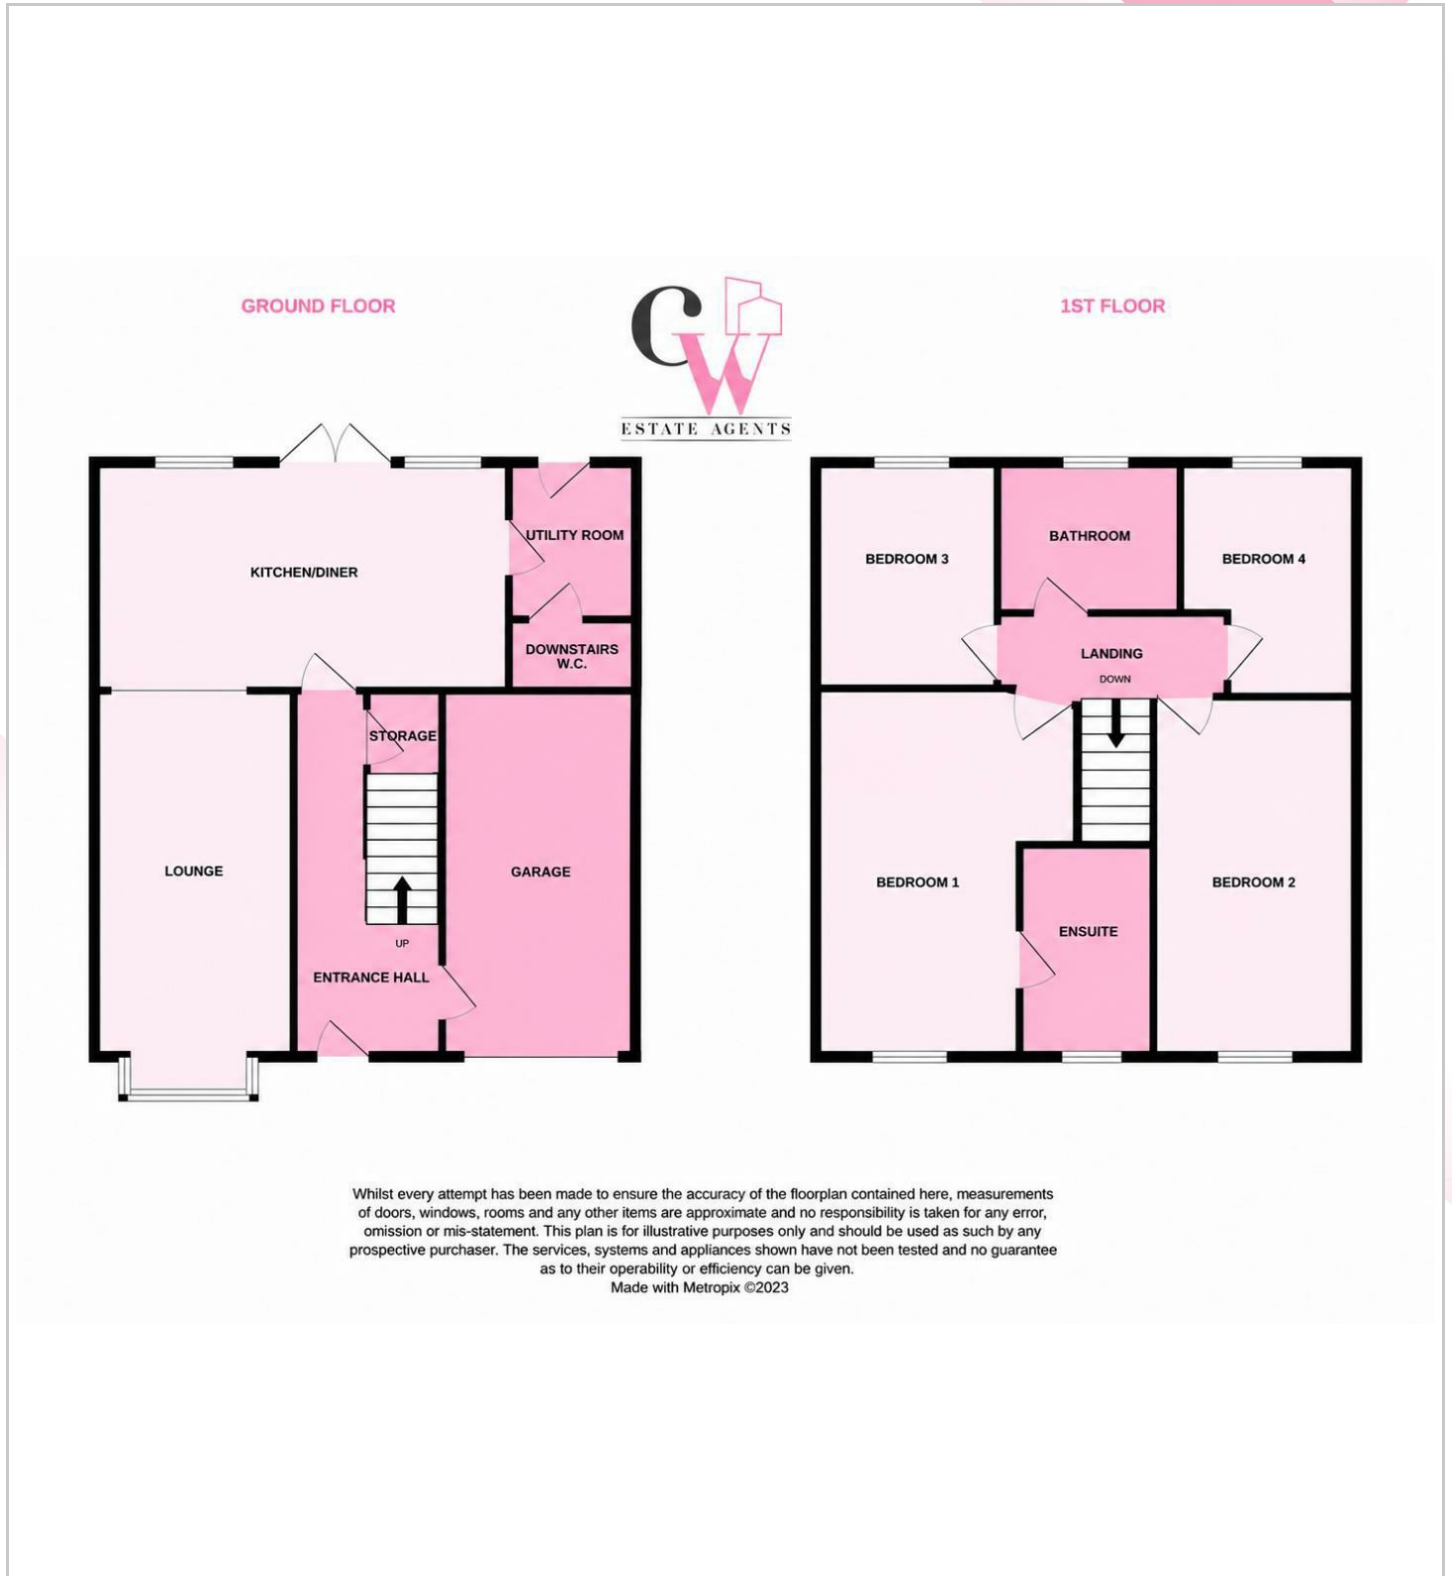 GROUND FLOOR
CW
ESTATE AGENTS
1ST FLOOR
KITCHEN/DINER
UTILITY ROOM
DOWNSTAIRS
W.C.
STORAGE
LOUNGE
GARAGE
UP
ENTRANCE HALL
BEDROOM 3
BATHROOM
BEDROOM 4
LANDING
DOWN
BEDROOM 1
BEDROOM 2
ENSUITE
Whilst every attempt has been made to ensure the accuracy of the floorplan contained here, measurements
of doors, windows, rooms and any other items are approximate and no responsibility is taken for any error,
omission or mis-statement. This plan is for illustrative purposes only and should be used as such by any
prospective purchaser. The services, systems and appliances shown have not been tested and no guarantee
as to their operability or efficiency can be given.
Made with Metropix ©2023